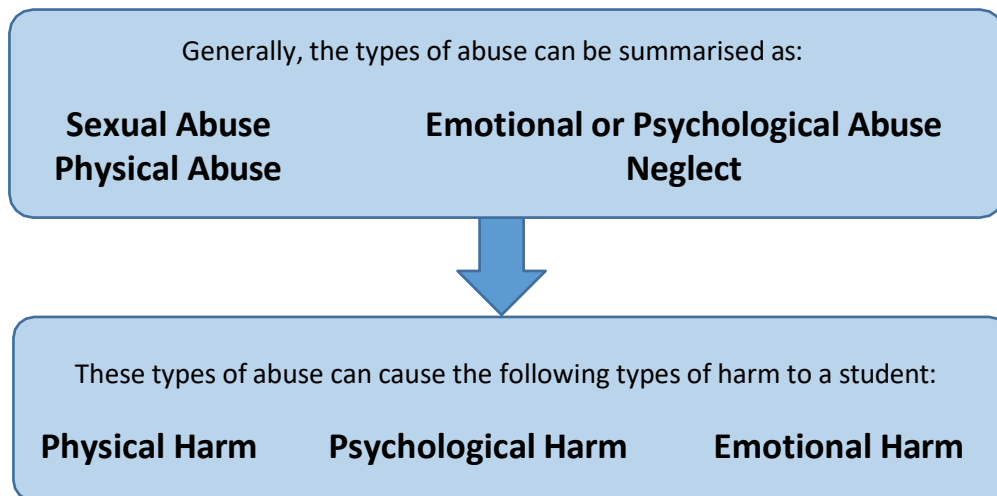 Generally, the types of abuse can be summarised as:
Sexual Abuse Emotional or Psychological Abuse
Physical Abuse Neglect
These types of abuse can cause the following types of harm to a student:
Physical Harm Psychological Harm Emotional Harm